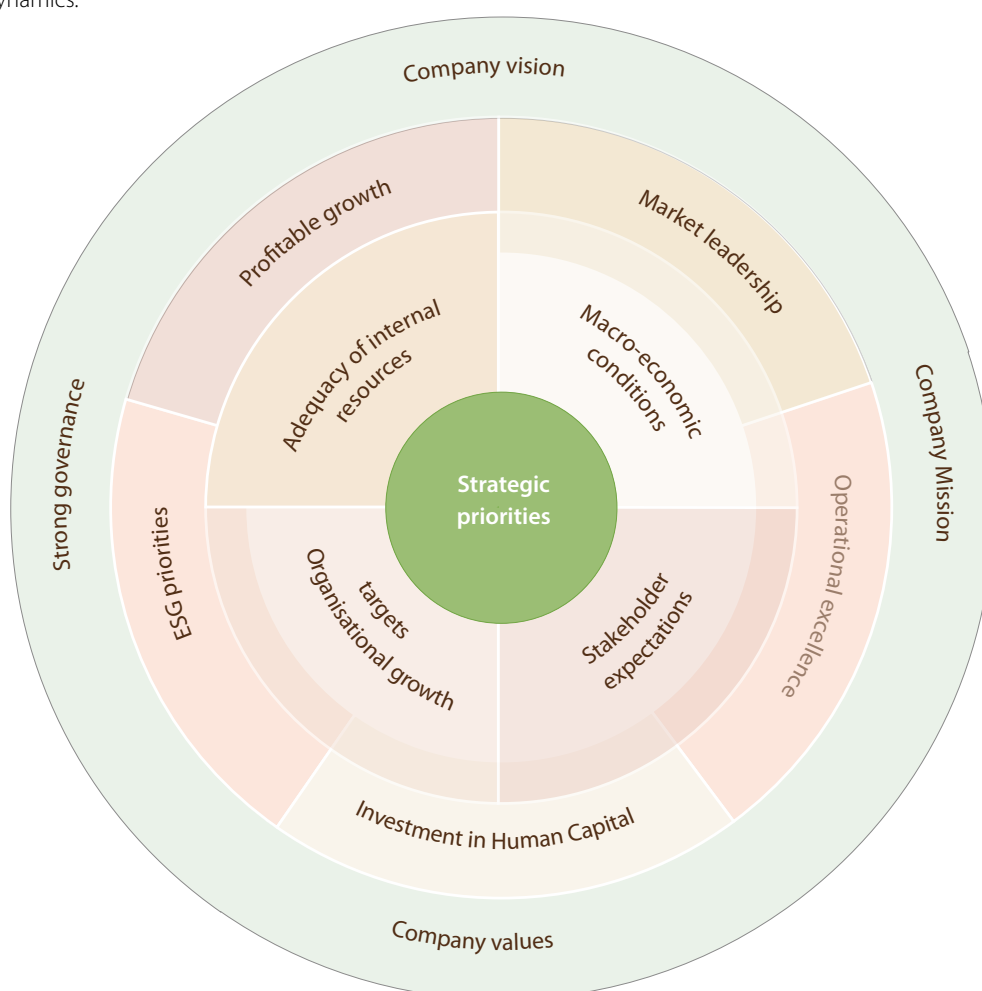 Company vision
Profitable growth
Market leadership
Adequacy of internal
resources
Macro-economic
conditions
Strong governance
Company Mission
Strategic
priorities
ESG priorities
Operational excellence
targets
Organisational growth
Stakeholder
expectations
Investment in Human Capital
Company values